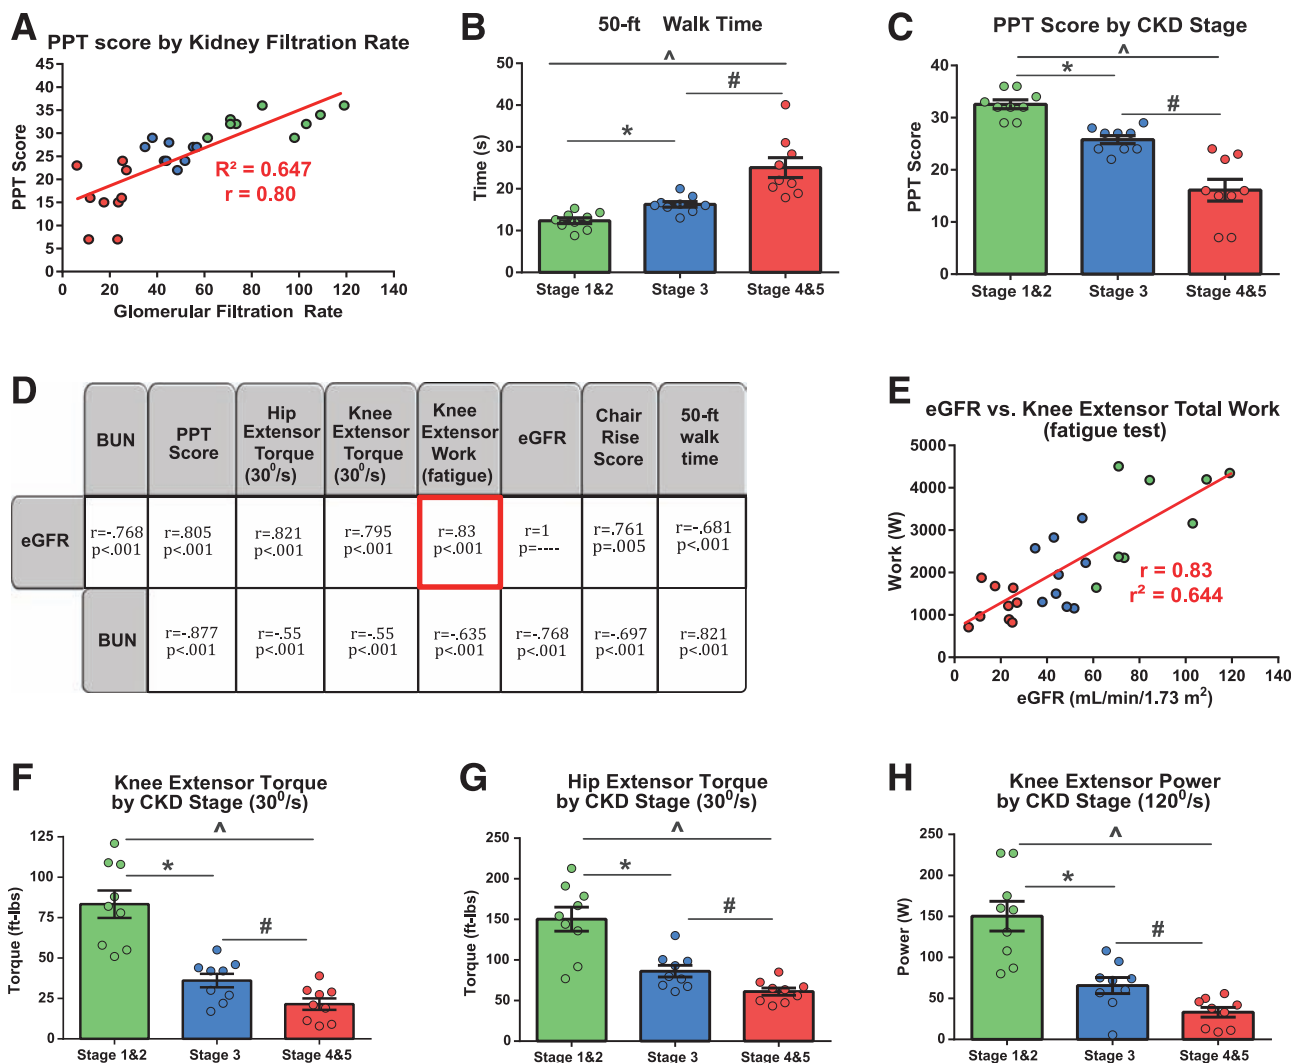 A
PPT score by Kidney Filtration Rate
PPT Score
45
40
35
30
25
20
15
10
5
0
R² = 0.647
r = 0.80
0 20 40 60 80 100 120 140
Glomerular Filtration Rate
B
50-ft Walk Time
Time (s)
50
40
30
20
10
0
^
#
*
Stage 1&2 Stage 3 Stage 4&5
C
PPT Score by CKD Stage
PPT Score
40
30
20
10
0
^
*
#
Stage 1&2 Stage 3 Stage 4&5
D
BUN
PPT
Score
Hip
Extensor
Torque
(30⁰/s)
Knee
Extensor
Torque
(30⁰/s)
Knee
Extensor
Work
(fatigue)
eGFR
Chair
Rise
Score
50-ft
walk
time
eGFR
r=-.768
p<.001
r=.805
p<.001
r=.821
p<.001
r=.795
p<.001
r=.83
p<.001
r=1
p=----
r=.761
p=.005
r=-.681
p<.001
BUN
r=-.877
p<.001
r=-.55
p<.001
r=-.55
p<.001
r=-.635
p<.001
r=-.768
p<.001
r=-.697
p<.001
r=.821
p<.001
E
eGFR vs. Knee Extensor Total Work
(fatigue test)
Work (W)
5000
4000
3000
2000
1000
0
r = 0.83
r² = 0.644
0 20 40 60 80 100 120 140
eGFR (mL/min/1.73 m²)
F
Knee Extensor Torque
by CKD Stage (30⁰/s)
Torque (ft-lbs)
125
100
75
50
25
0
^
*
#
Stage 1&2 Stage 3 Stage 4&5
G
Hip Extensor Torque
by CKD Stage (30⁰/s)
Torque (ft-lbs)
250
200
150
100
50
0
^
*
#
Stage 1&2 Stage 3 Stage 4&5
H
Knee Extensor Power
by CKD Stage (120⁰/s)
Power (W)
250
200
150
100
50
0
^
*
#
Stage 1&2 Stage 3 Stage 4&5